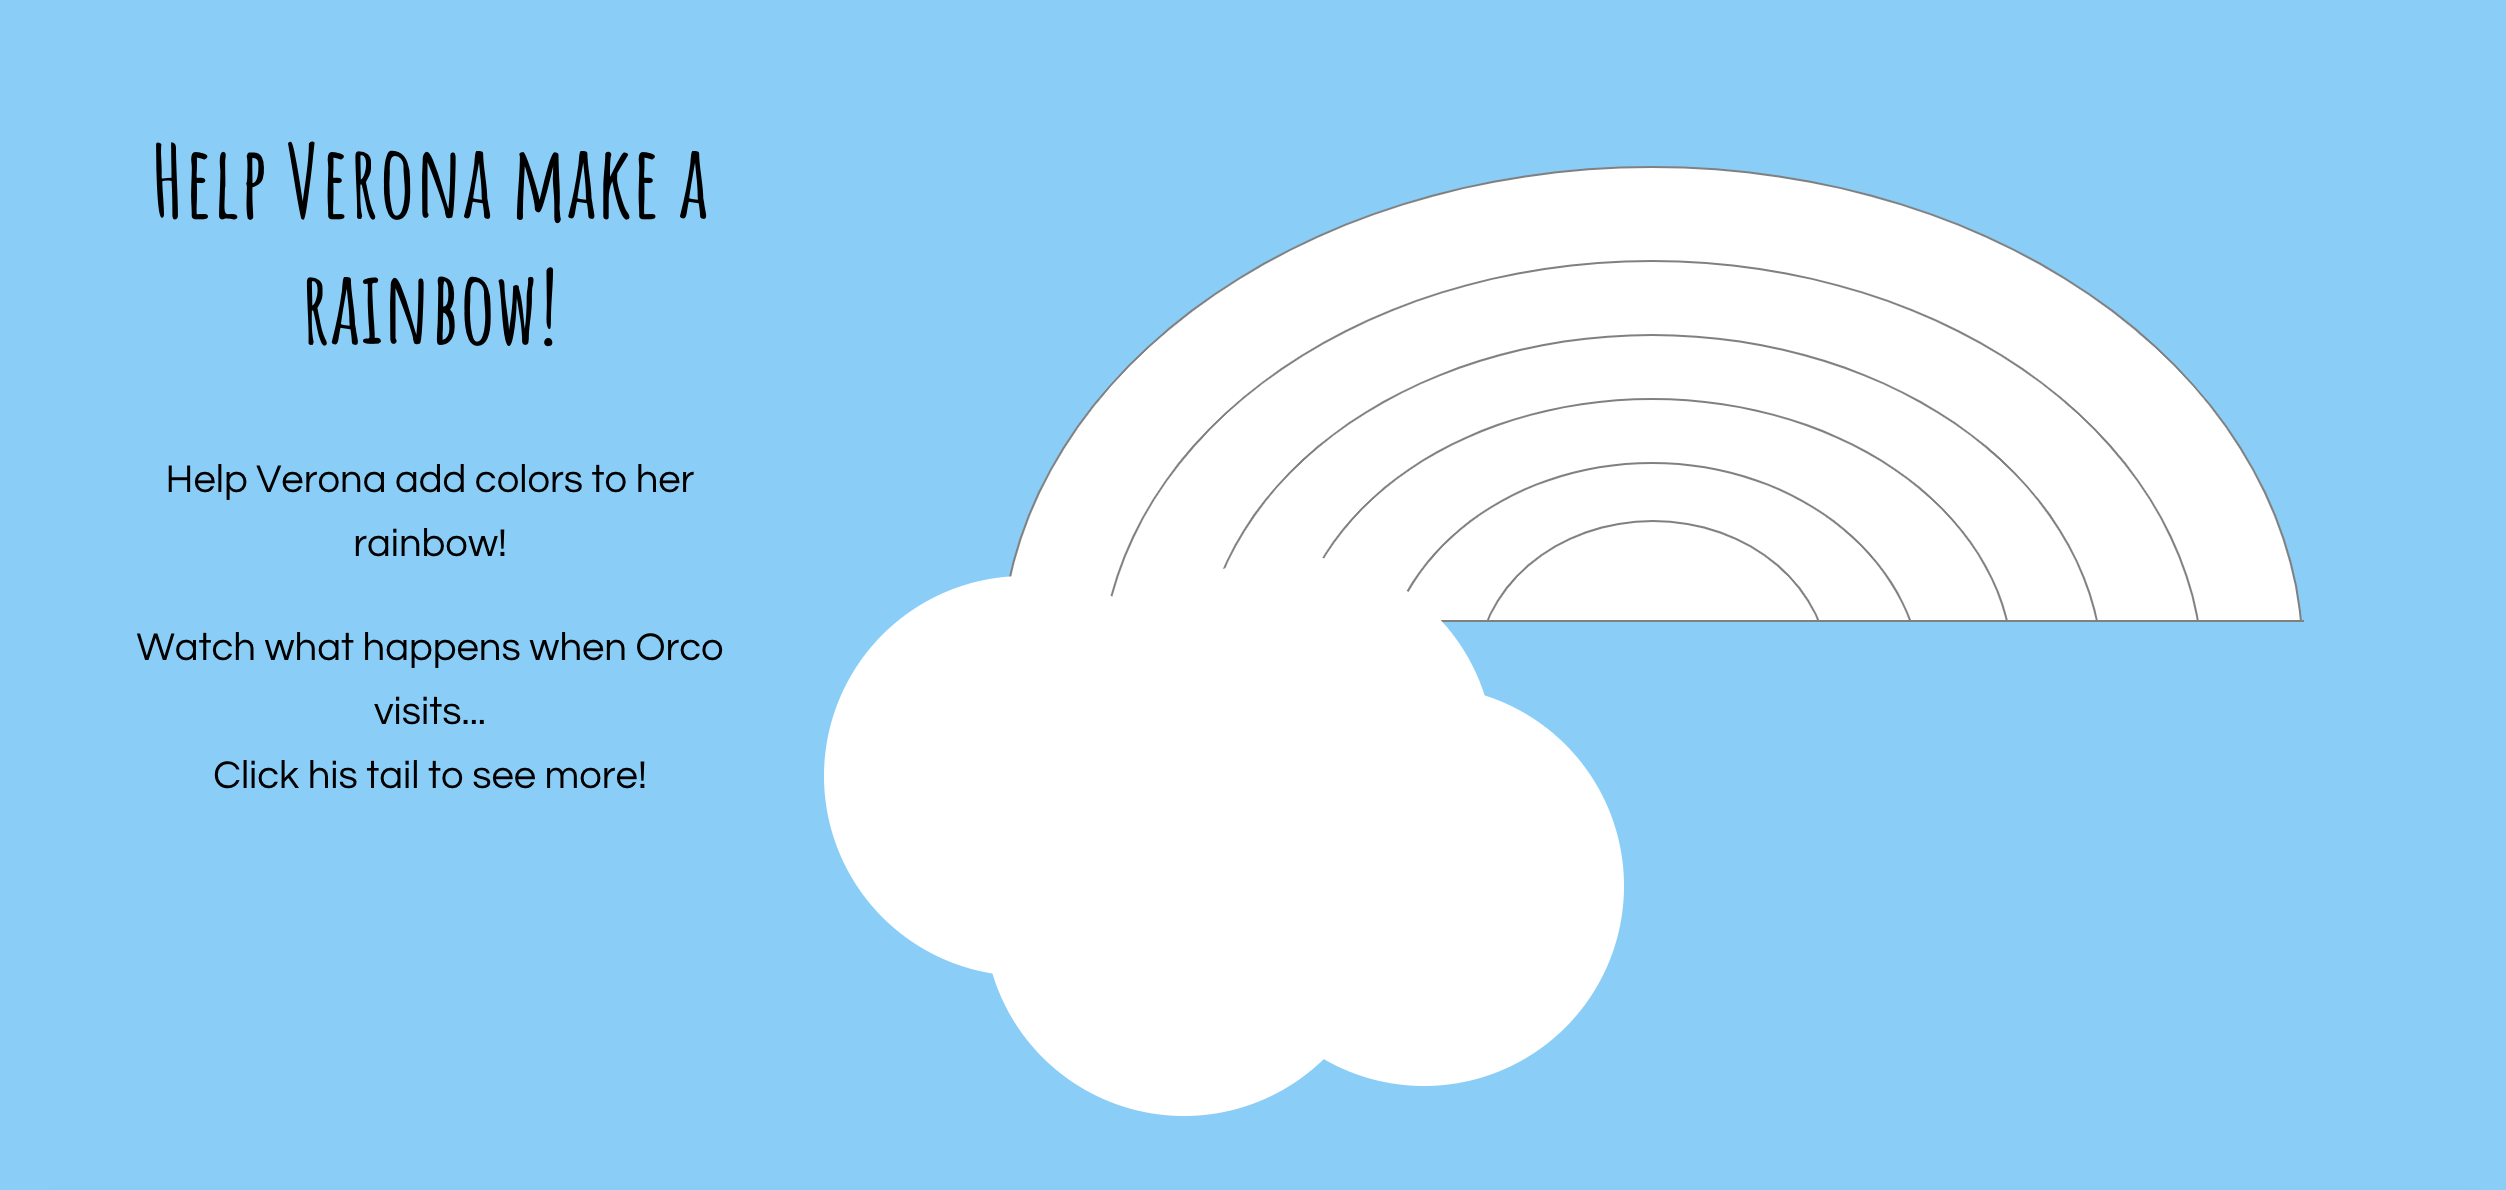 Help Verona make a
rainbow!
Help Verona add colors to her
rainbow!
Watch what happens when Orco
visits...
Click his tail to see more!